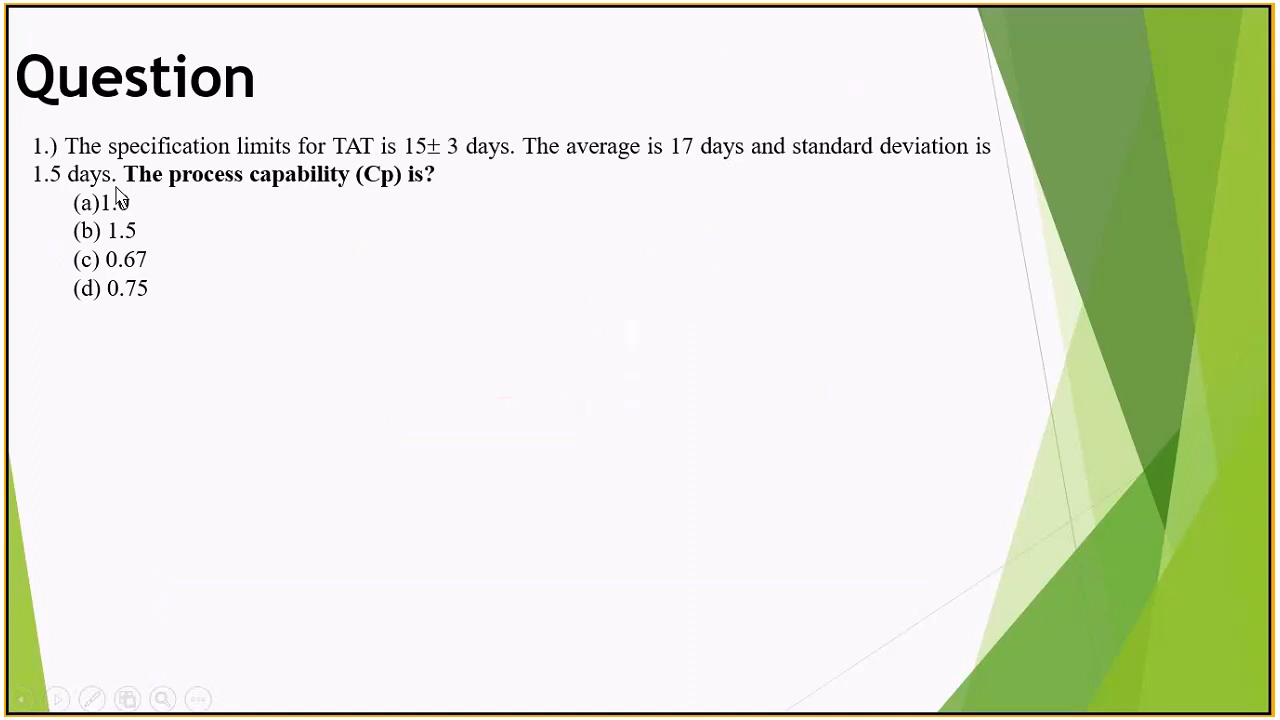 Question
1.) The specification limits for TAT is 15± 3 days. The average is 17 days and standard deviation is
1.5 days. The process capability (Cp) is?
(a)
(b) 1.5
(c) 0.67
(d) 0.75